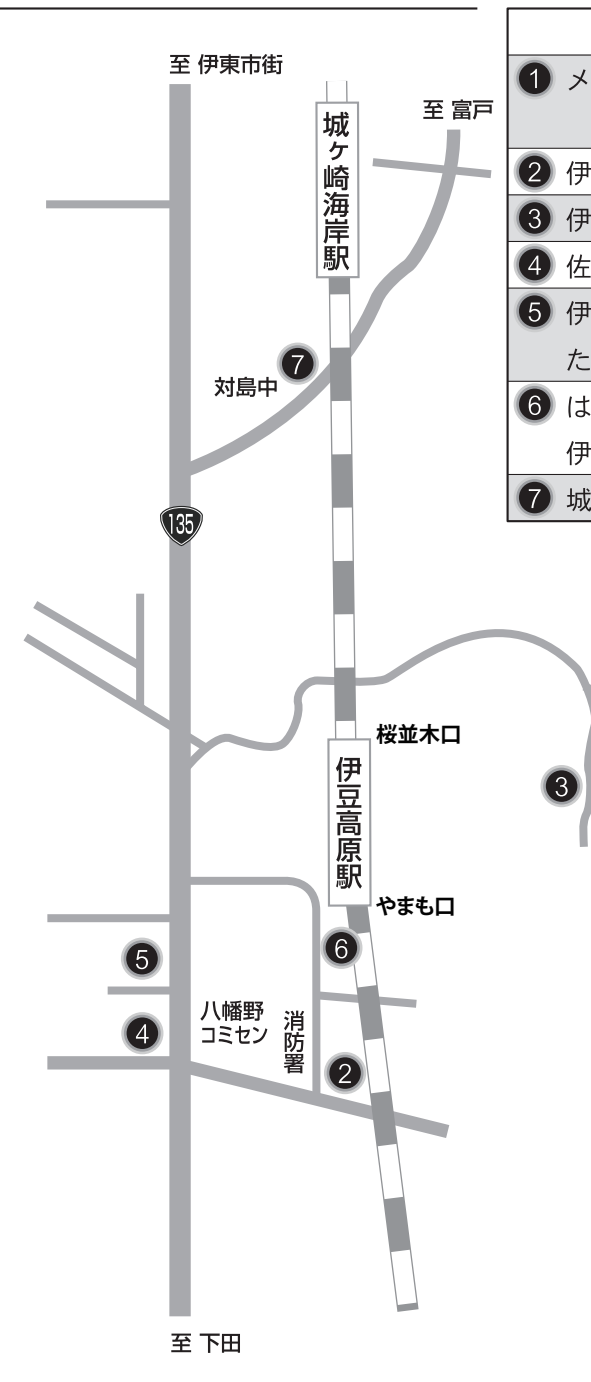 至 伊東市街
至 富戸
城ヶ崎海岸駅
7
対島中
135
桜並木口
伊豆高原駅
3
やまも口
6
5
八幡野
コミセン
消防署
4
2
至 下田
1 メ
2 伊
3 伊
4 佐
5 伊
た
6 は
伊
7 城